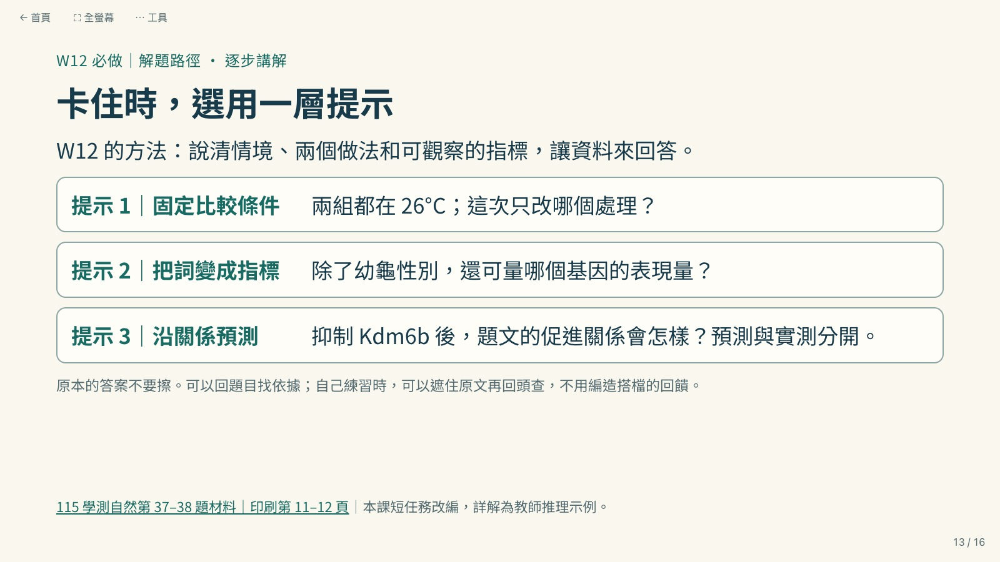 ← 首頁 ⛶ 全螢幕 ⋯ 工具
W12 必做｜解題路徑 · 逐步講解
卡住時，選用一層提示
W12 的方法：說清情境、兩個做法和可觀察的指標，讓資料來回答。
提示 1｜固定比較條件 兩組都在 26°C；這次只改哪個處理？
提示 2｜把詞變成指標 除了幼龜性別，還可量哪個基因的表現量？
提示 3｜沿關係預測 抑制 Kdm6b 後，題文的促進關係會怎樣？預測與實測分開。
原本的答案不要擦。可以回題目找依據；自己練習時，可以遮住原文再回頭查，不用編造搭檔的回饋。
115 學測自然第 37–38 題材料｜印刷第 11–12 頁｜本課短任務改編，詳解為教師推理示例。
13 / 16